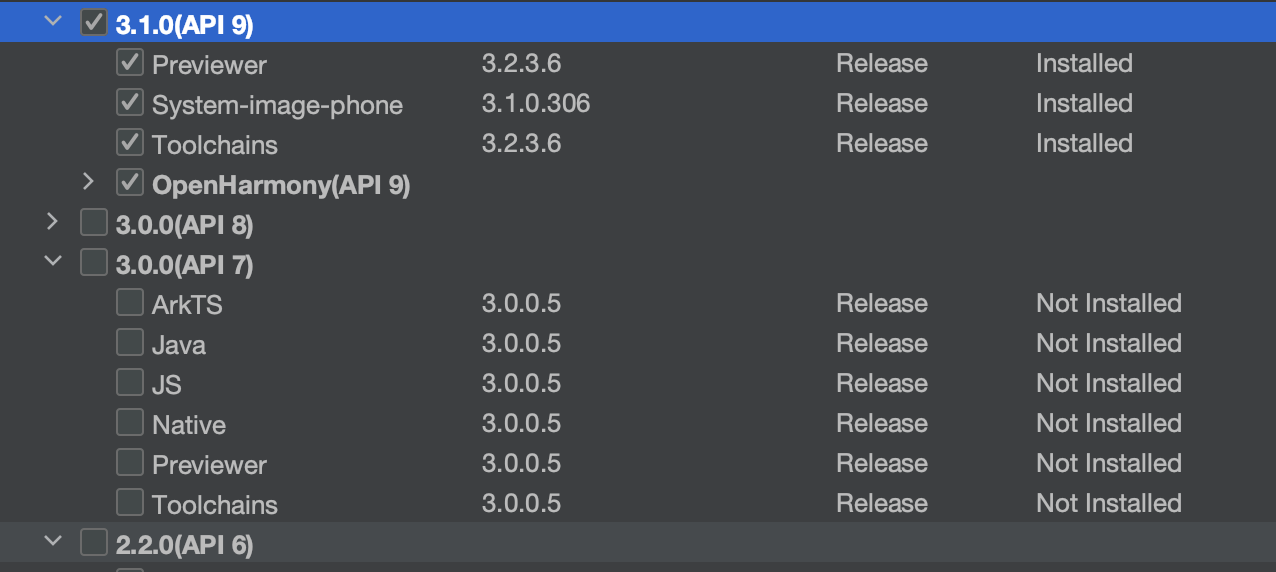 3.1.0(API 9)
Previewer 3.2.3.6 Release Installed
System-image-phone 3.1.0.306 Release Installed
Toolchains 3.2.3.6 Release Installed
OpenHarmony(API 9)
3.0.0(API 8)
3.0.0(API 7)
ArkTS 3.0.0.5 Release Not Installed
Java 3.0.0.5 Release Not Installed
JS 3.0.0.5 Release Not Installed
Native 3.0.0.5 Release Not Installed
Previewer 3.0.0.5 Release Not Installed
Toolchains 3.0.0.5 Release Not Installed
2.2.0(API 6)